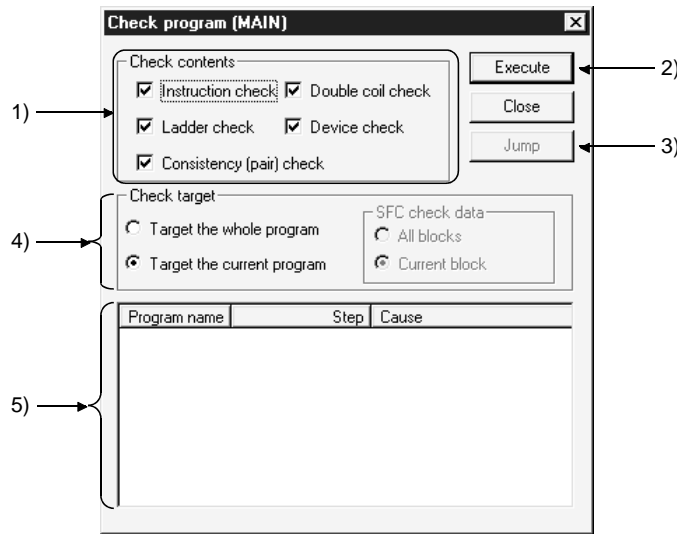 Check program (MAIN)
Check contents
Instruction check Double coil check
Ladder check Device check
Consistency (pair) check
Execute
Close
Jump
1)
2)
3)
Check target
Target the whole program
Target the current program
SFC check data
All blocks
Current block
4)
Program name Step Cause
5)